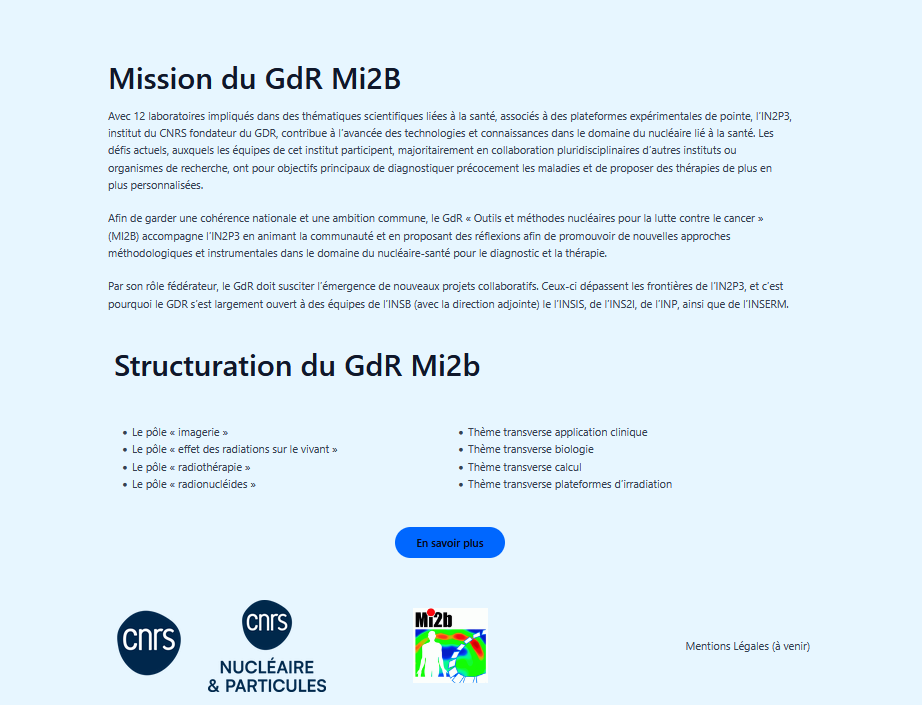 Mission du GdR Mi2B
Avec 12 laboratoires impliqués dans des thématiques scientifiques liées à la santé, associés à des plateformes expérimentales de pointe, l'IN2P3,
institut du CNRS fondateur du GDR, contribue à l'avancée des technologies et connaissances dans le domaine du nucléaire lié à la santé. Les
défis actuels, auxquels les équipes de cet institut participent, majoritairement en collaboration pluridisciplinaires d'autres instituts ou
organismes de recherche, ont pour objectifs principaux de diagnostiquer précocement les maladies et de proposer des thérapies de plus en
plus personnalisées.
Afin de garder une cohérence nationale et une ambition commune, le GdR « Outils et méthodes nucléaires pour la lutte contre le cancer »
(MI2B) accompagne l'IN2P3 en animant la communauté et en proposant des réflexions afin de promouvoir de nouvelles approches
méthodologiques et instrumentales dans le domaine du nucléaire-santé pour le diagnostic et la thérapie.
Par son rôle fédérateur, le GdR doit susciter l'émergence de nouveaux projets collaboratifs. Ceux-ci dépassent les frontières de l'IN2P3, et c'est
pourquoi le GDR s'est largement ouvert à des équipes de l'INSB (avec la direction adjointe) le l'INSIS, de l'INS2I, de l'INP, ainsi que de l'INSERM.
Structuration du GdR Mi2b
• Le pôle « imagerie »
• Le pôle « effet des radiations sur le vivant »
• Le pôle « radiothérapie »
• Le pôle « radionucléides »
• Thème transverse application clinique
• Thème transverse biologie
• Thème transverse calcul
• Thème transverse plateformes d'irradiation
En savoir plus
cnrs
cnrs
NUCLÉAIRE
& PARTICULES
Mi2b
Mentions Légales (à venir)